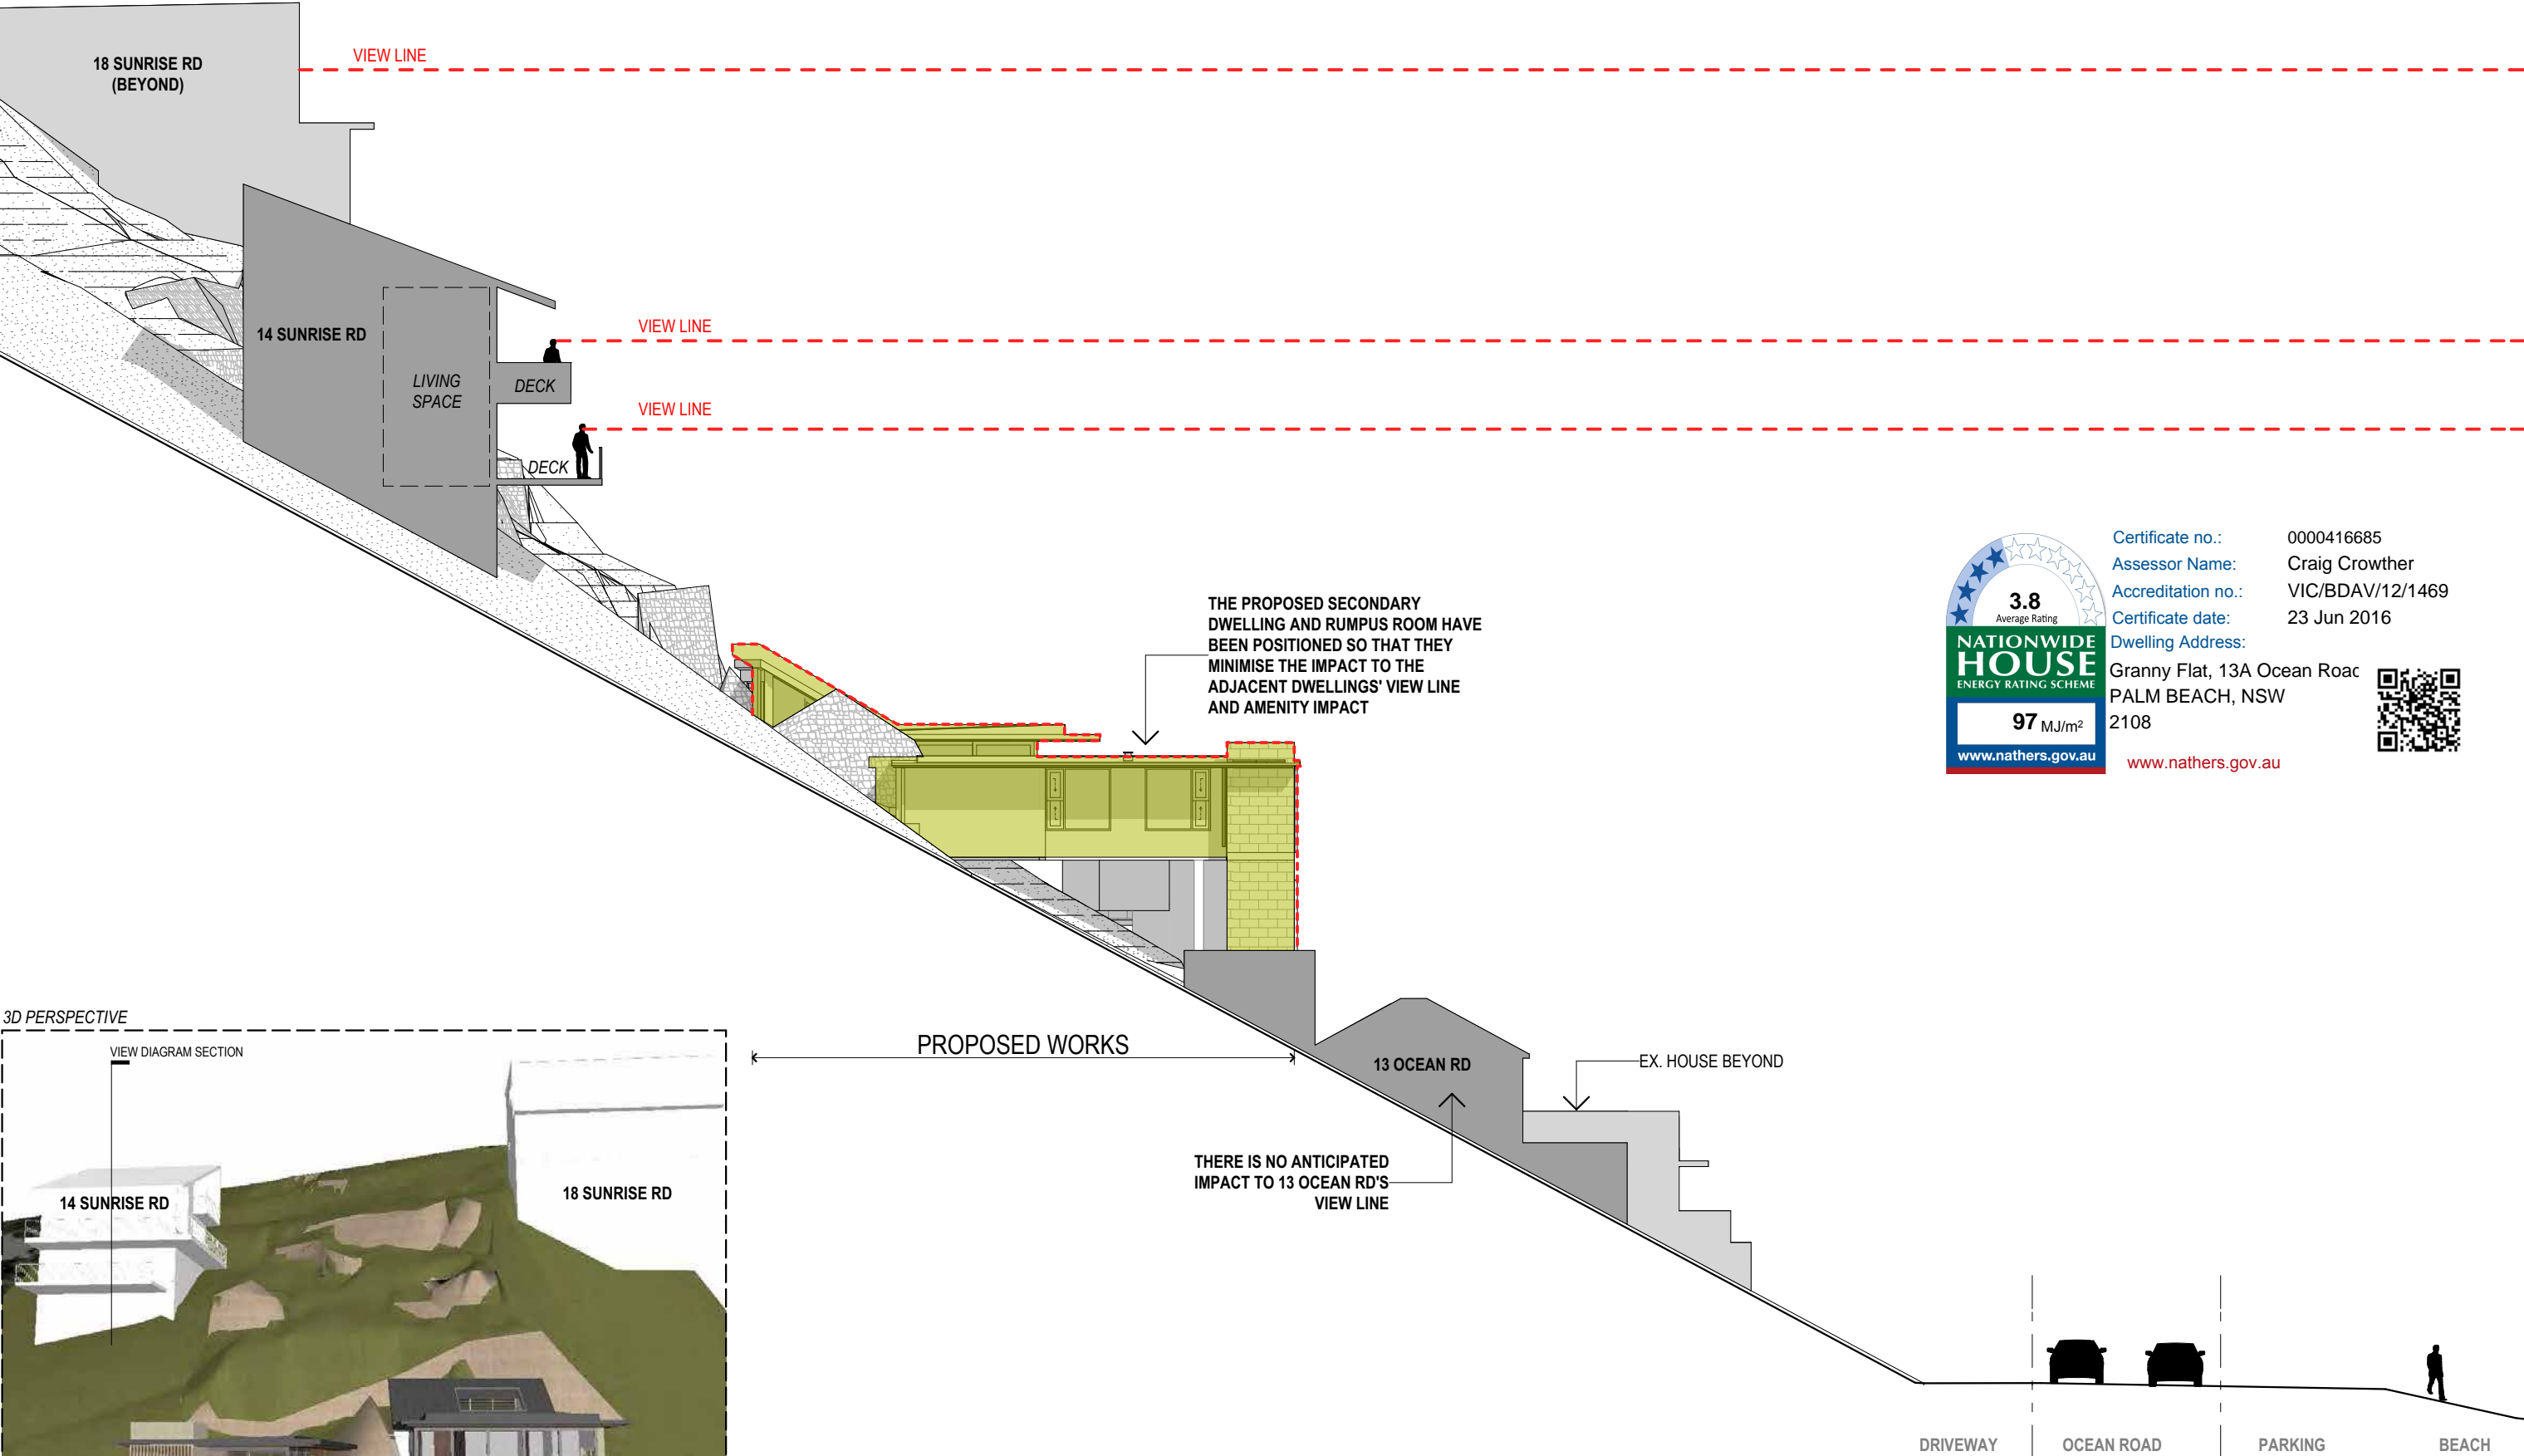 18 SUNRISE RD
(BEYOND)
VIEW LINE
14 SUNRISE RD
LIVING
SPACE
DECK
VIEW LINE
VIEW LINE
DECK
THE PROPOSED SECONDARY
DWELLING AND RUMPUS ROOM HAVE
BEEN POSITIONED SO THAT THEY
MINIMISE THE IMPACT TO THE
ADJACENT DWELLINGS' VIEW LINE
AND AMENITY IMPACT
3.8
Average Rating
NATIONWIDE
HOUSE
ENERGY RATING SCHEME
97 MJ/m²
www.nathers.gov.au
Certificate no.: 0000416685
Assessor Name: Craig Crowther
Accreditation no.: VIC/BDAV/12/1469
Certificate date: 23 Jun 2016
Dwelling Address:
Granny Flat, 13A Ocean Road
PALM BEACH, NSW
2108
www.nathers.gov.au
PROPOSED WORKS
13 OCEAN RD
EX. HOUSE BEYOND
THERE IS NO ANTICIPATED
IMPACT TO 13 OCEAN RD'S
VIEW LINE
3D PERSPECTIVE
VIEW DIAGRAM SECTION
14 SUNRISE RD
18 SUNRISE RD
DRIVEWAY
OCEAN ROAD
PARKING
BEACH